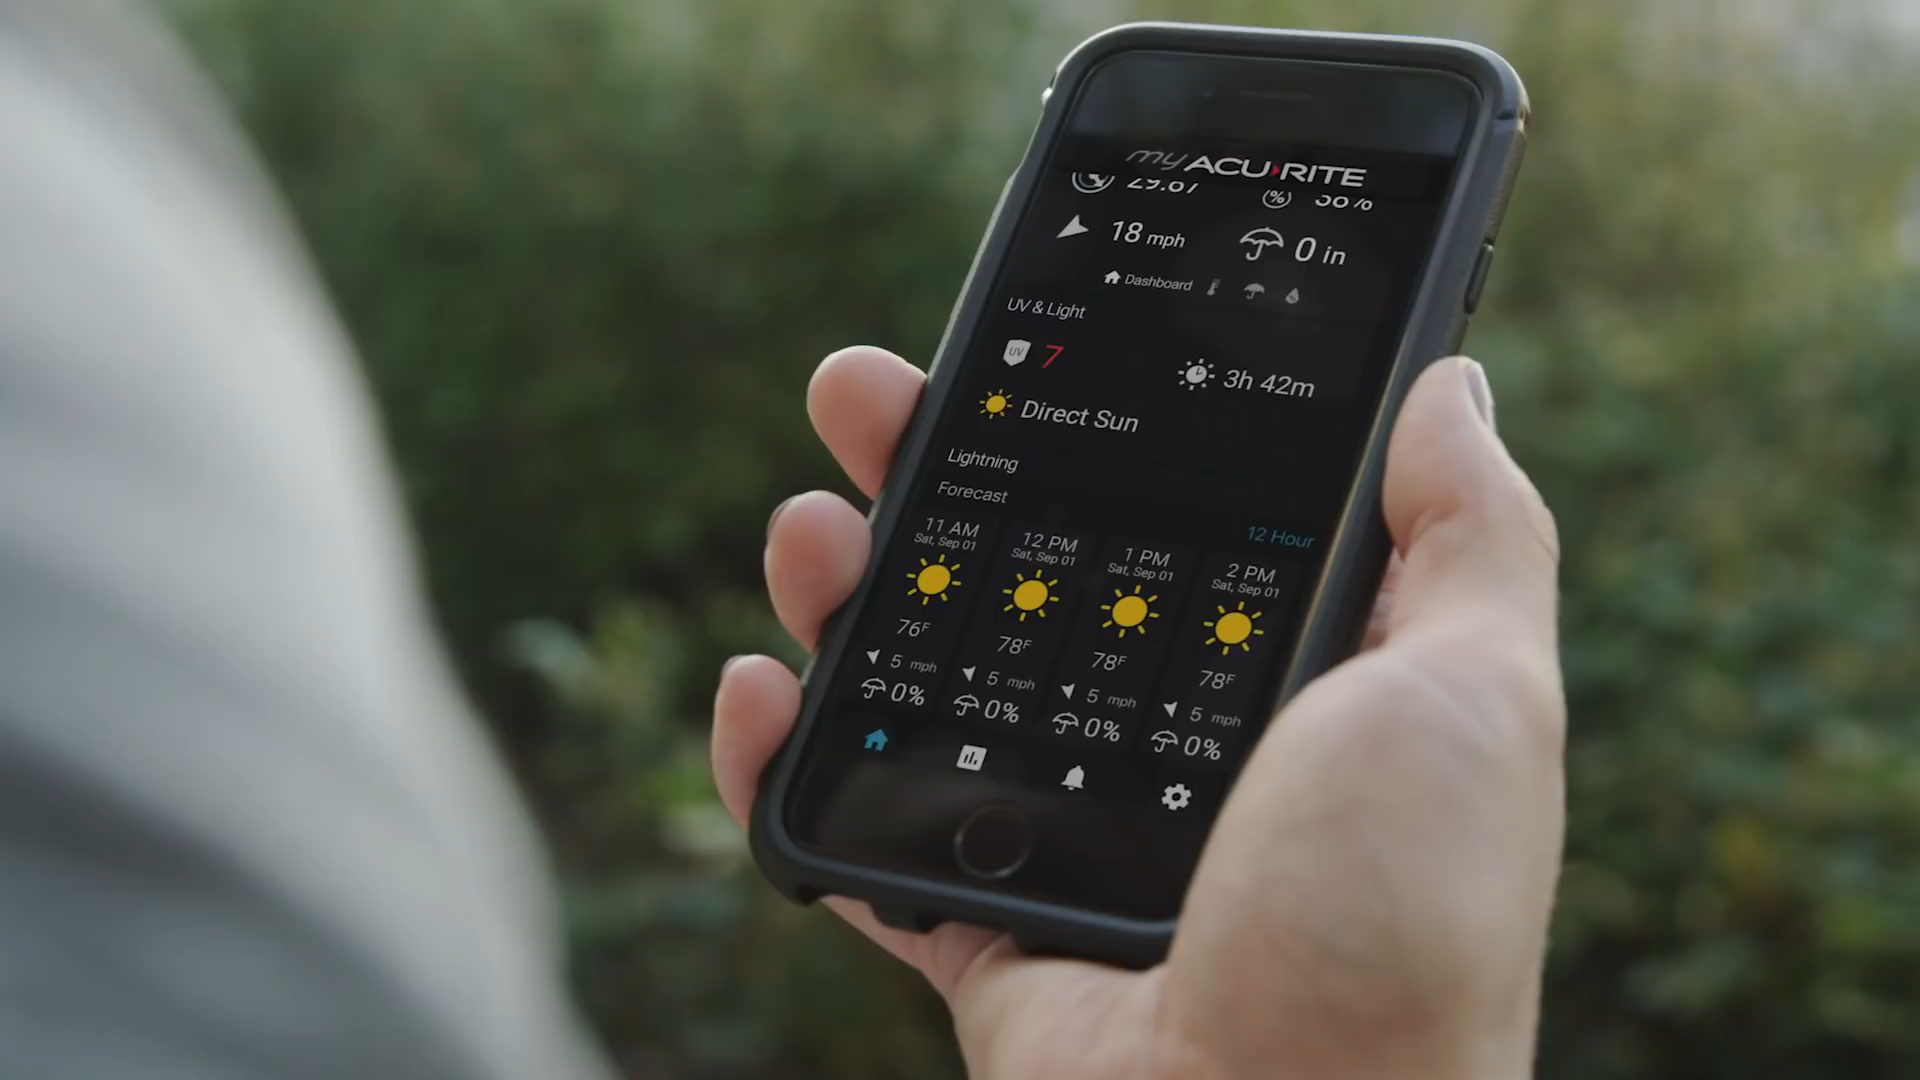 my ACU›RITE
18 mph 0 in
Dashboard
UV & Light
UV 7 3h 42m
Direct Sun
Lightning
Forecast
12 Hour
11 AM 12 PM 1 PM 2 PM
Sat, Sep 01 Sat, Sep 01 Sat, Sep 01 Sat, Sep 01
76F 78F 78F 78F
5 mph 5 mph 5 mph 5 mph
0% 0% 0% 0%